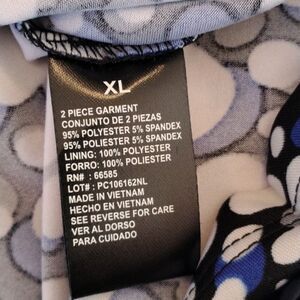 XL
2 PIECE GARMENT
CONJUNTO DE 2 PIEZAS
95% POLYESTER 5% SPANDEX
95% POLIESTER 5% SPANDEX
LINING: 100% POLYESTER
FORRO: 100% POLIESTER
RN# : 66585
LOT# : PC106162NL
MADE IN VIETNAM
HECHO EN VIETNAM
SEE REVERSE FOR CARE
VER AL DORSO
PARA CUIDADO